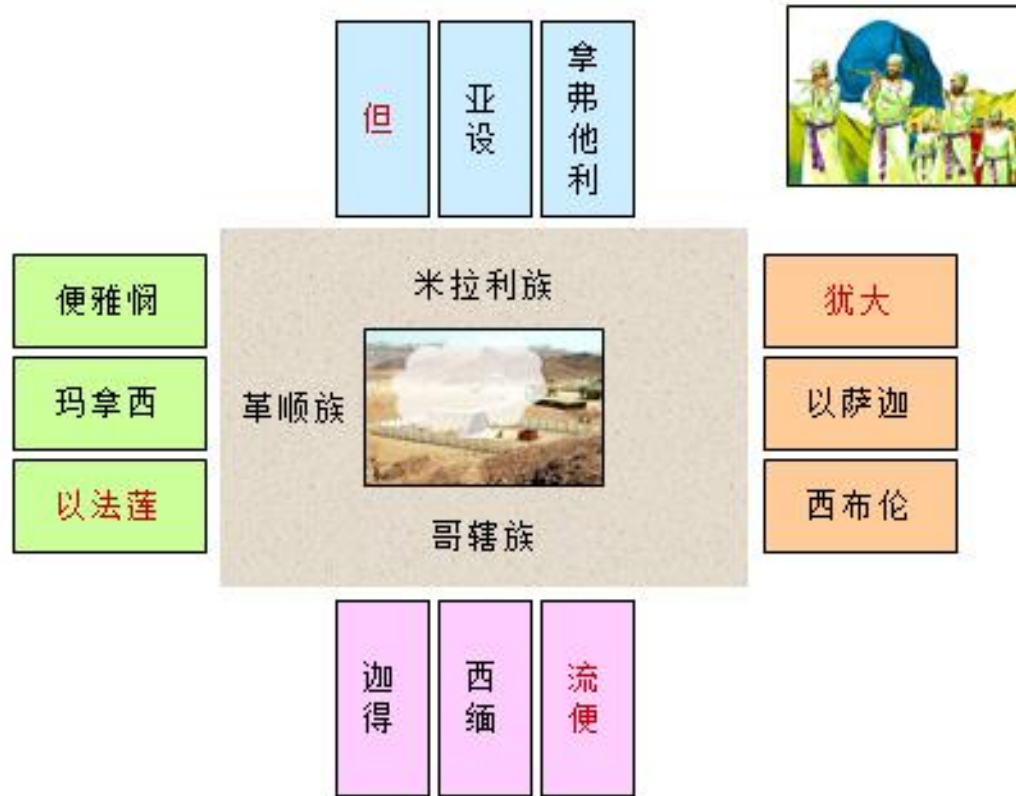 但
亚设
拿弗他利
米拉利族
便雅悯
犹大
玛拿西
革顺族
以萨迦
以法莲
西布伦
哥辖族
迦得
西缅
流便